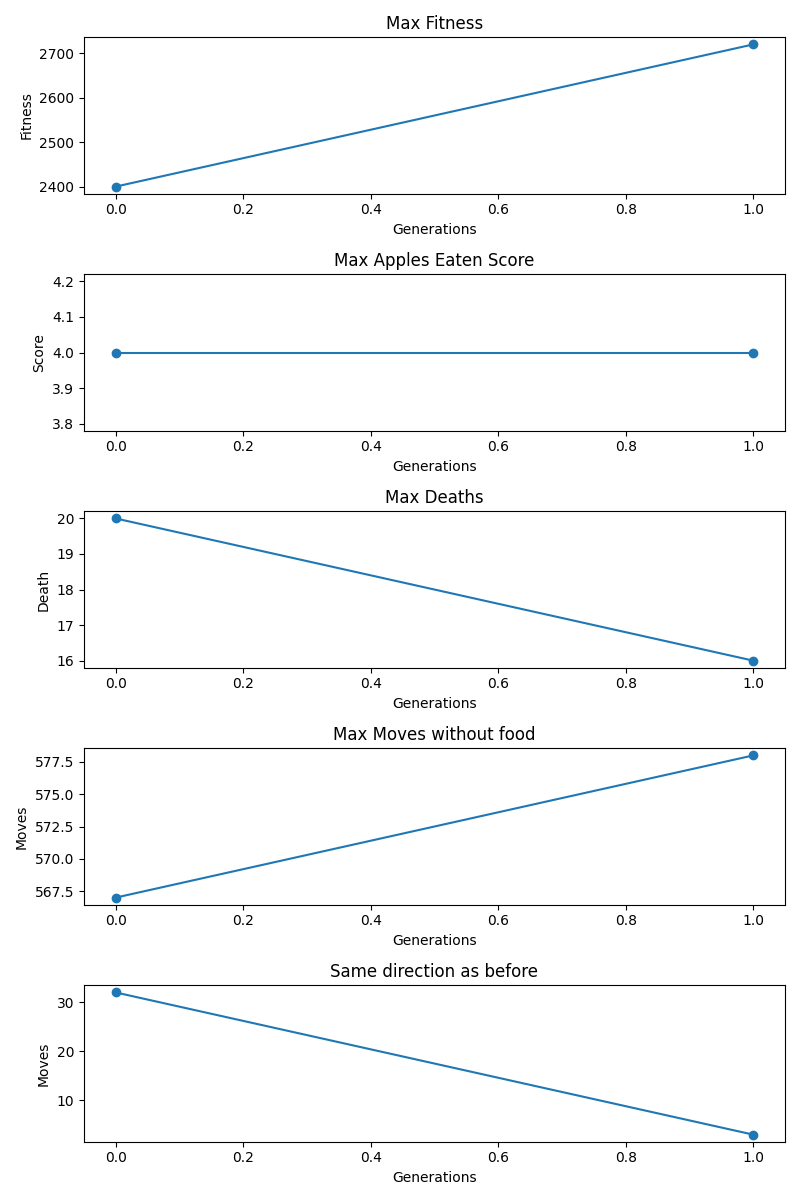 Max Fitness
2700
2600
2500
2400
Fitness
0.0 0.2 0.4 0.6 0.8 1.0
Generations
Max Apples Eaten Score
4.2
4.1
4.0
3.9
3.8
Score
0.0 0.2 0.4 0.6 0.8 1.0
Generations
Max Deaths
20
19
18
17
16
Death
0.0 0.2 0.4 0.6 0.8 1.0
Generations
Max Moves without food
577.5
575.0
572.5
570.0
567.5
Moves
0.0 0.2 0.4 0.6 0.8 1.0
Generations
Same direction as before
30
20
10
Moves
0.0 0.2 0.4 0.6 0.8 1.0
Generations